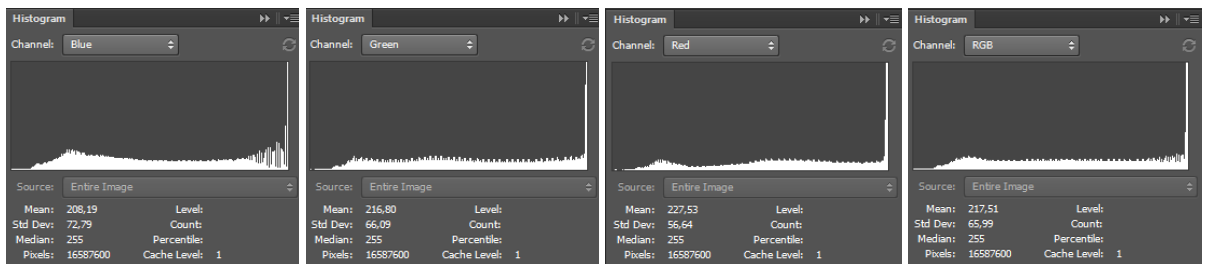 Histogram
Channel: Blue
Source: Entire Image
Mean: 208,19 Level:
Std Dev: 72,79 Count:
Median: 255 Percentile:
Pixels: 16587600 Cache Level: 1
Histogram
Channel: Green
Source: Entire Image
Mean: 216,80 Level:
Std Dev: 66,09 Count:
Median: 255 Percentile:
Pixels: 16587600 Cache Level: 1
Histogram
Channel: Red
Source: Entire Image
Mean: 227,53 Level:
Std Dev: 56,64 Count:
Median: 255 Percentile:
Pixels: 16587600 Cache Level: 1
Histogram
Channel: RGB
Source: Entire Image
Mean: 217,51 Level:
Std Dev: 65,99 Count:
Median: 255 Percentile:
Pixels: 16587600 Cache Level: 1